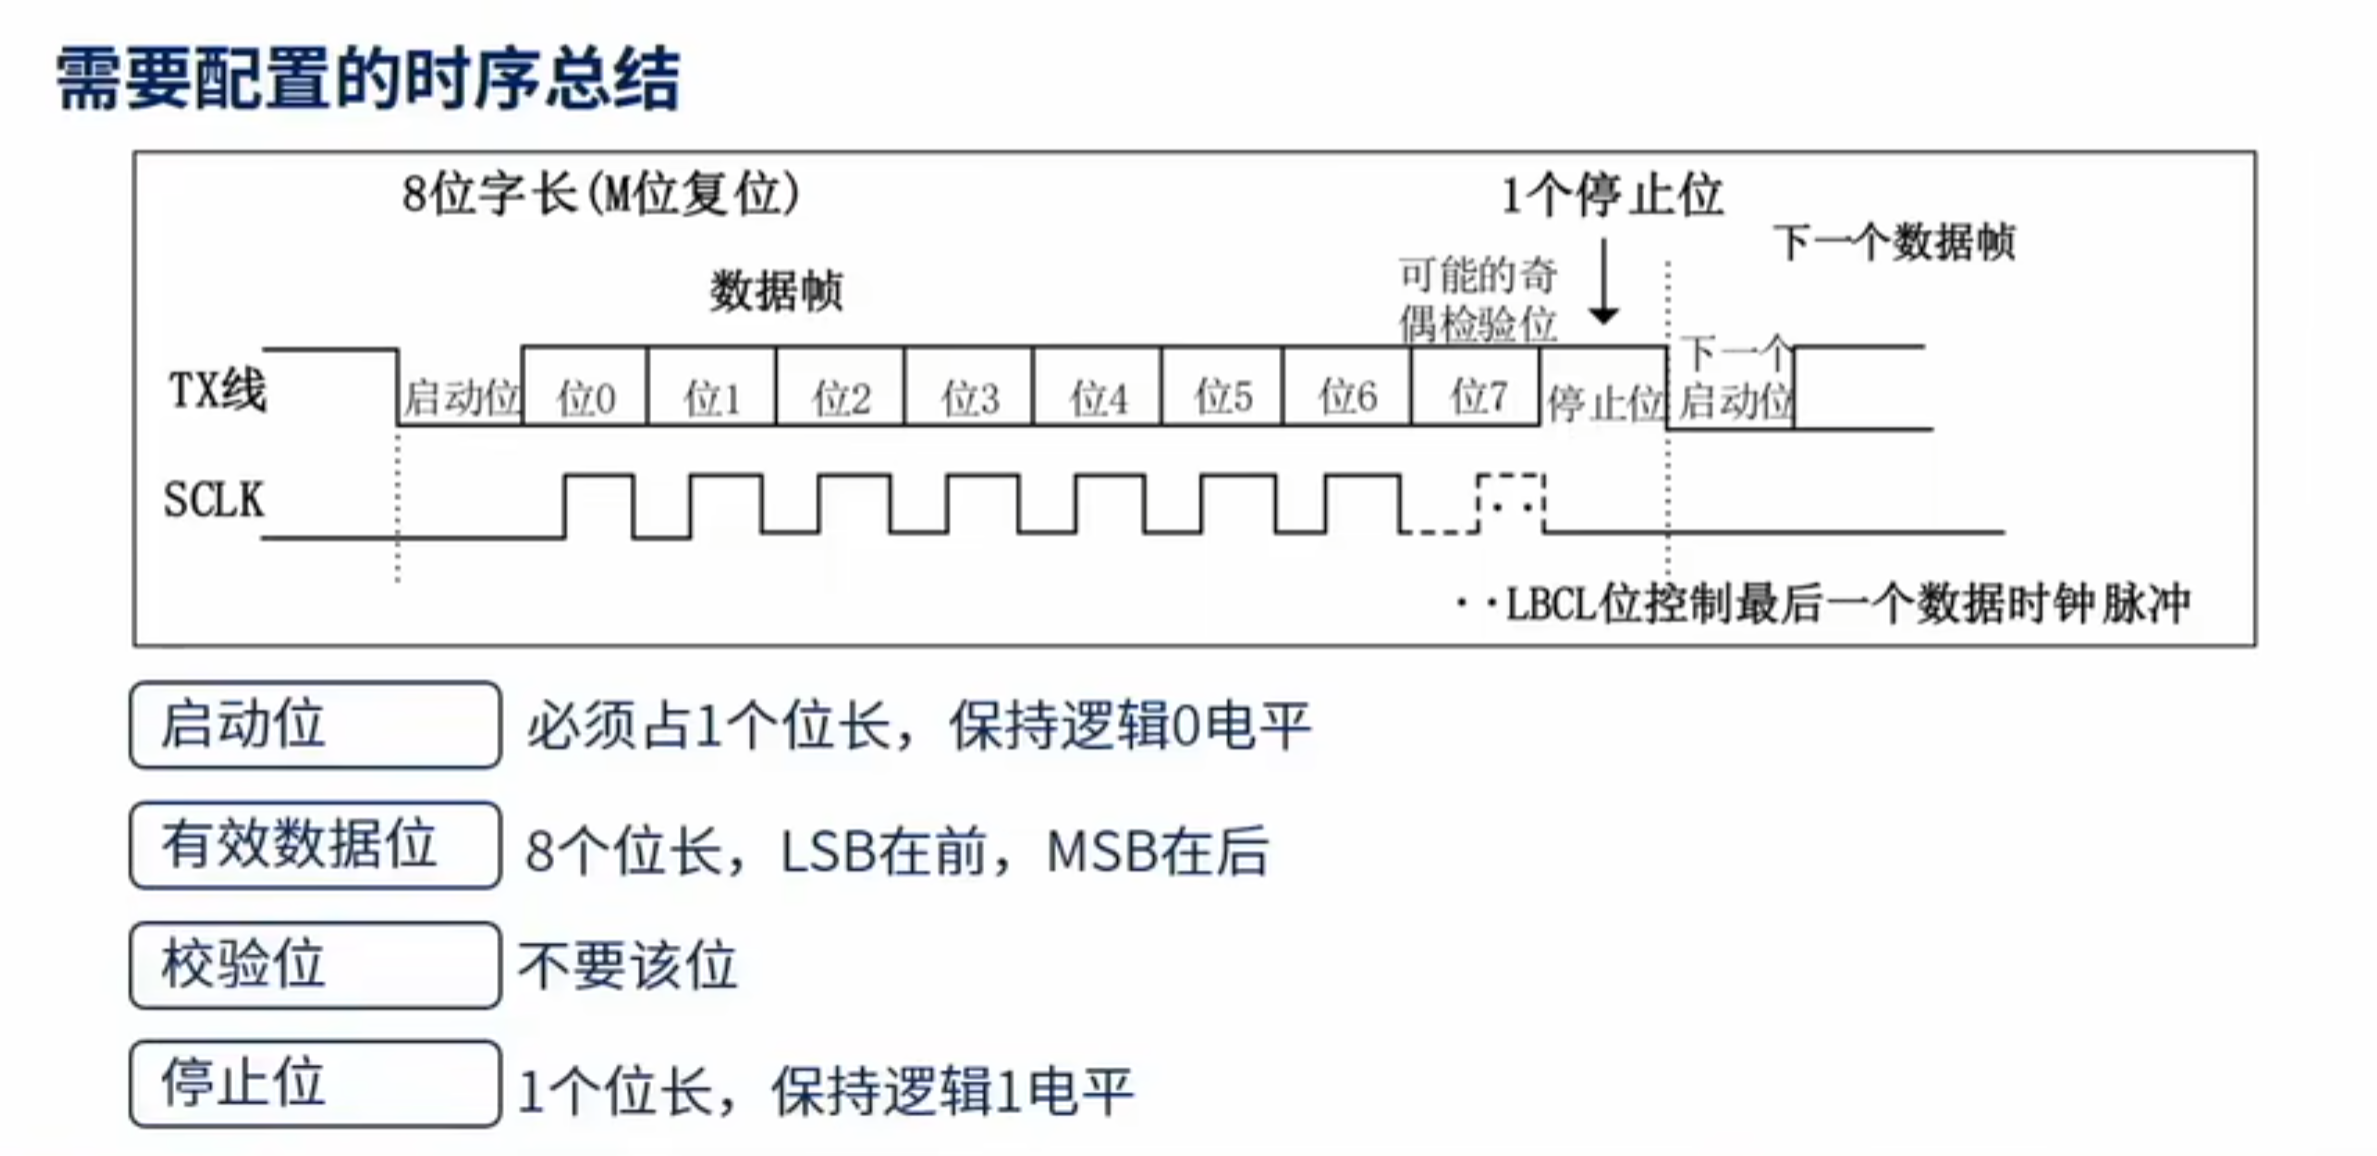 需要配置的时序总结
8位字长(M位复位)
1个停止位
下一个数据帧
数据帧
可能的奇
偶检验位
TX线
启动位 位0 位1 位2 位3 位4 位5 位6 位7 停止位
下一个
启动位
SCLK
··LBCL位控制最后一个数据时钟脉冲
启动位 必须占1个位长，保持逻辑0电平
有效数据位 8个位长，LSB在前，MSB在后
校验位 不要该位
停止位 1个位长，保持逻辑1电平